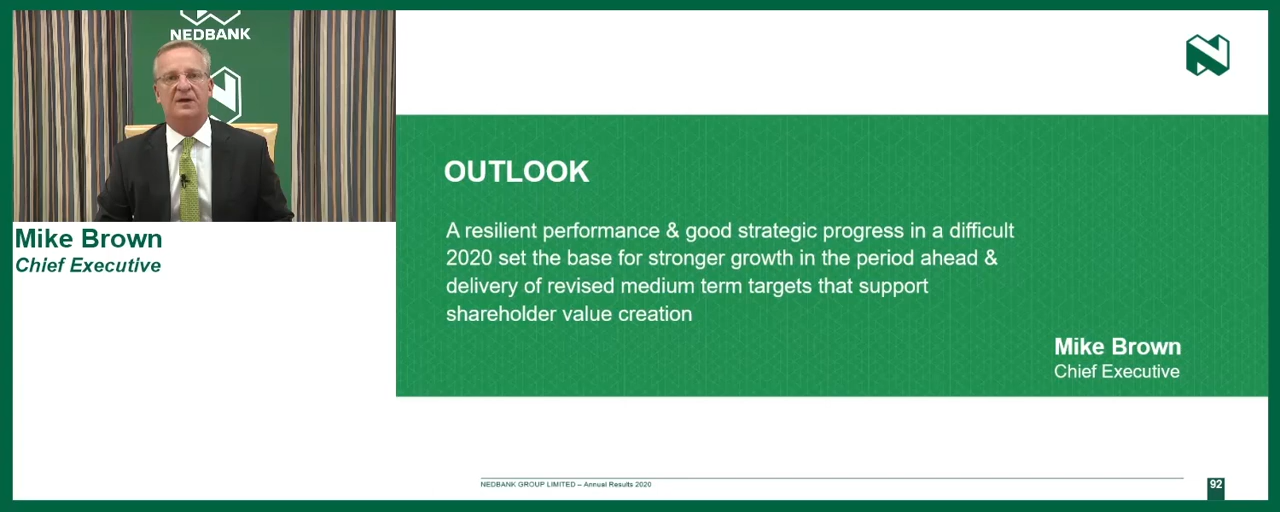 NEDBANK
Mike Brown
Chief Executive
OUTLOOK
A resilient performance & good strategic progress in a difficult
2020 set the base for stronger growth in the period ahead &
delivery of revised medium term targets that support
shareholder value creation
Mike Brown
Chief Executive
NEDBANK GROUP LIMITED – Annual Results 2020
92